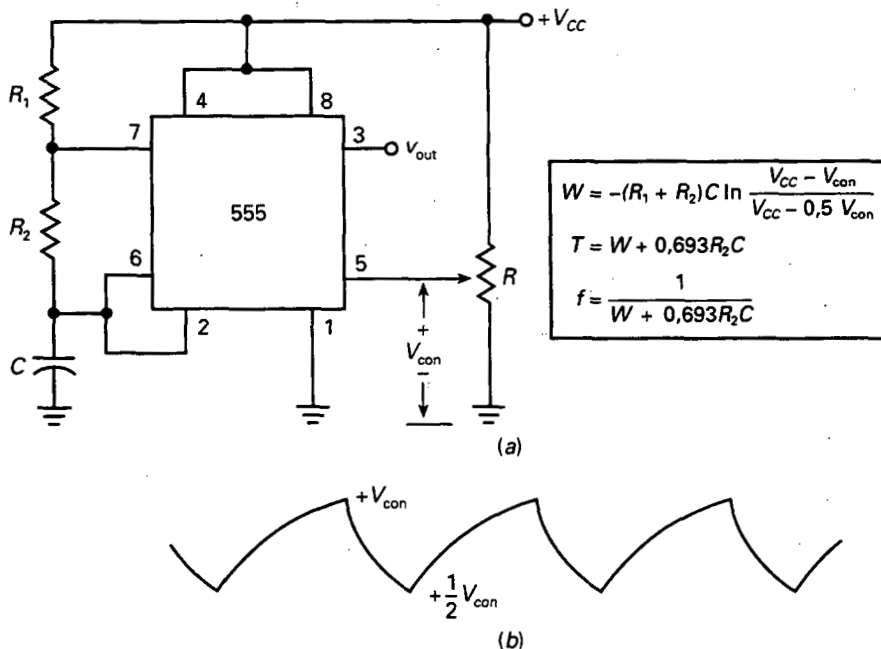 +V_CC
R_1
4
8
7
3
v_out
555
R_2
6
5
R
2
1
+
V_con
−
C
W = −(R_1 + R_2)C ln (V_CC − V_con)/(V_CC − 0,5 V_con)
T = W + 0,693R_2C
f = 1/(W + 0,693R_2C)
(a)
+V_con
+1/2 V_con
(b)